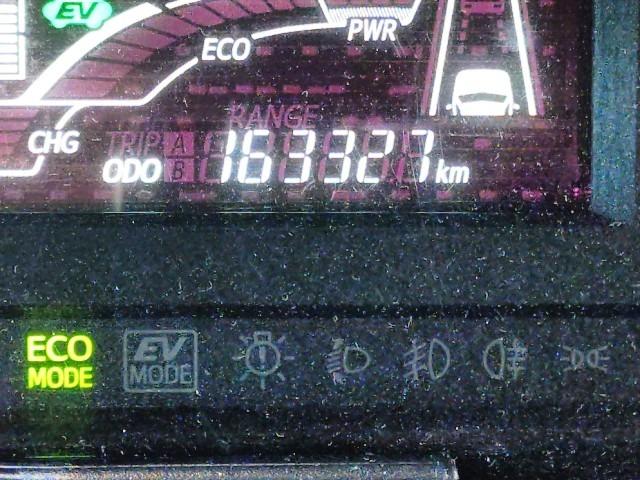 EV
ECO
PWR
CHG
RANGE
TRIP A
ODO B 163327 km
ECO MODE
EV MODE